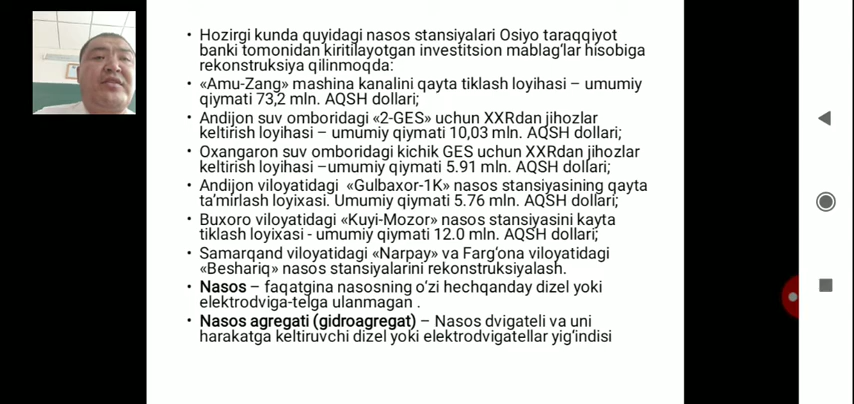 • Hozirgi kunda quyidagi nasos stansiyalari Osiyo taraqqiyot
banki tomonidan kiritilayotgan investitsion mablag‘lar hisobiga
rekonstruksiya qilinmoqda:
• «Amu-Zang» mashina kanalini qayta tiklash loyihasi – umumiy
qiymati 73,2 mln. AQSH dollari;
• Andijon suv omboridagi «2-GES» uchun XXRdan jihozlar
keltirish loyihasi – umumiy qiymati 10,03 mln. AQSH dollari;
• Oxangaron suv omboridagi kichik GES uchun XXRdan jihozlar
keltirish loyihasi –umumiy qiymati 5.91 mln. AQSH dollari;
• Andijon viloyatidagi «Gulbaxor-1K» nasos stansiyasining qayta
ta’mirlash loyixasi. Umumiy qiymati 5.76 mln. AQSH dollari;
• Buxoro viloyatidagi «Kuyi-Mozor» nasos stansiyasini kayta
tiklash loyixasi - umumiy qiymati 12.0 mln. AQSH dollari;
• Samarqand viloyatidagi «Narpay» va Farg‘ona viloyatidagi
«Beshariq» nasos stansiyalarini rekonstruksiyalash.
• Nasos – faqatgina nasosning o‘zi hechqanday dizel yoki
elektrodviga-telga ulanmagan .
• Nasos agregati (gidroagregat) – Nasos dvigateli va uni
harakatga keltiruvchi dizel yoki elektrodvigatellar yig‘indisi